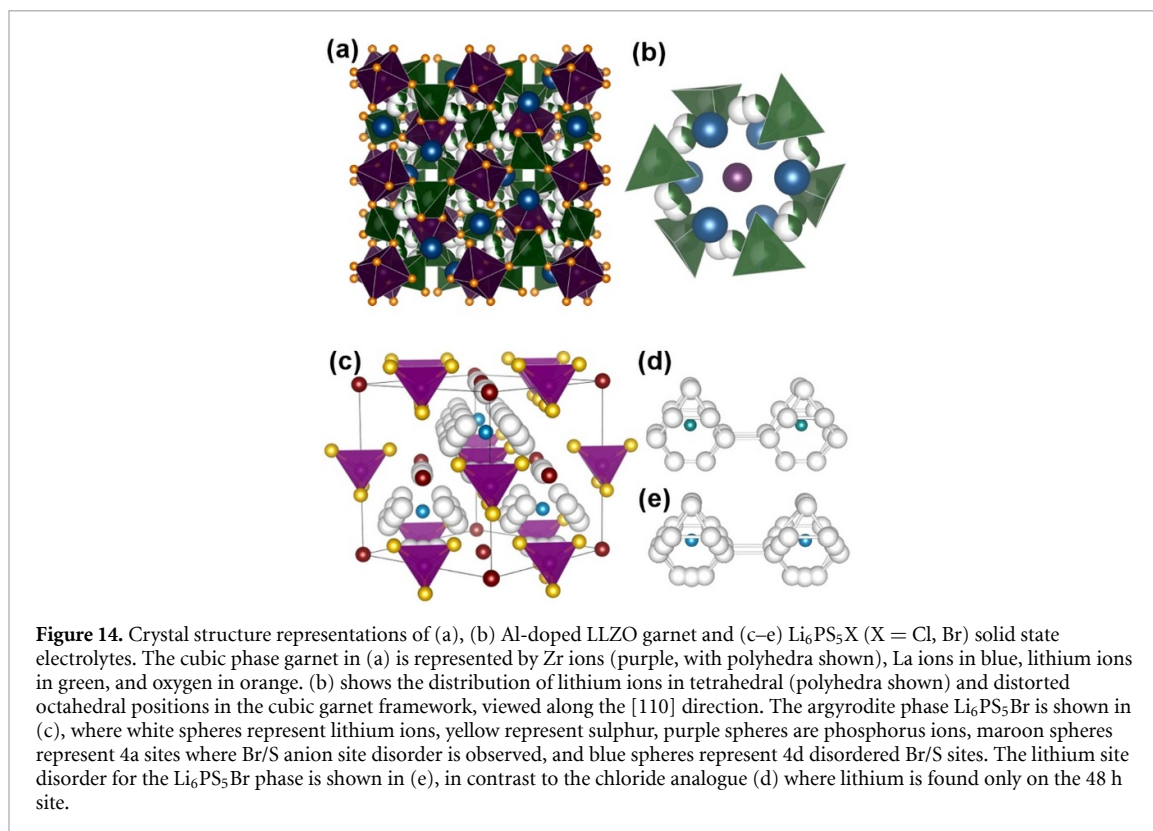 (a)
(b)
(c)
(d)
(e)
Figure 14. Crystal structure representations of (a), (b) Al-doped LLZO garnet and (c–e) Li₆PS₅X (X = Cl, Br) solid state
electrolytes. The cubic phase garnet in (a) is represented by Zr ions (purple, with polyhedra shown), La ions in blue, lithium ions
in green, and oxygen in orange. (b) shows the distribution of lithium ions in tetrahedral (polyhedra shown) and distorted
octahedral positions in the cubic garnet framework, viewed along the [110] direction. The argyrodite phase Li₆PS₅Br is shown in
(c), where white spheres represent lithium ions, yellow represent sulphur, purple spheres are phosphorus ions, maroon spheres
represent 4a sites where Br/S anion site disorder is observed, and blue spheres represent 4d disordered Br/S sites. The lithium site
disorder for the Li₆PS₅Br phase is shown in (e), in contrast to the chloride analogue (d) where lithium is found only on the 48 h
site.